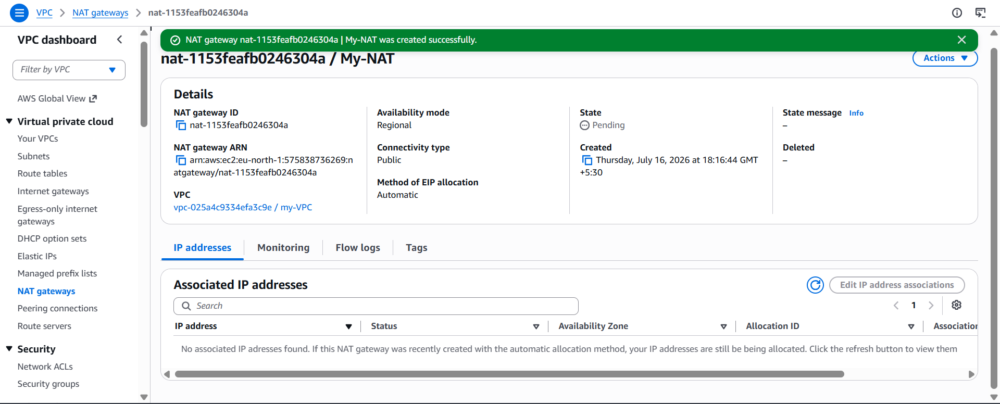 VPC > NAT gateways > nat-1153feafb0246304a
VPC dashboard
Filter by VPC
AWS Global View
Virtual private cloud
Your VPCs
Subnets
Route tables
Internet gateways
Egress-only internet
gateways
DHCP option sets
Elastic IPs
Managed prefix lists
NAT gateways
Peering connections
Route servers
Security
Network ACLs
Security groups
NAT gateway nat-1153feafb0246304a | My-NAT was created successfully.
nat-1153feafb0246304a / My-NAT
Actions
Details
NAT gateway ID
nat-1153feafb0246304a
NAT gateway ARN
arn:aws:ec2:eu-north-1:575838736269:n
atgateway/nat-1153feafb0246304a
VPC
vpc-025a4c9334efa3c9e / my-VPC
Availability mode
Regional
Connectivity type
Public
Method of EIP allocation
Automatic
State
Pending
Created
Thursday, July 16, 2026 at 18:16:44 GMT
+5:30
State message Info
–
Deleted
–
IP addresses
Monitoring
Flow logs
Tags
Associated IP addresses
Edit IP address associations
Search
1
IP address
Status
Availability Zone
Allocation ID
Association
No associated IP adresses found. If this NAT gateway was recently created with the automatic allocation method, your IP addresses are still be being allocated. Click the refresh button to view them